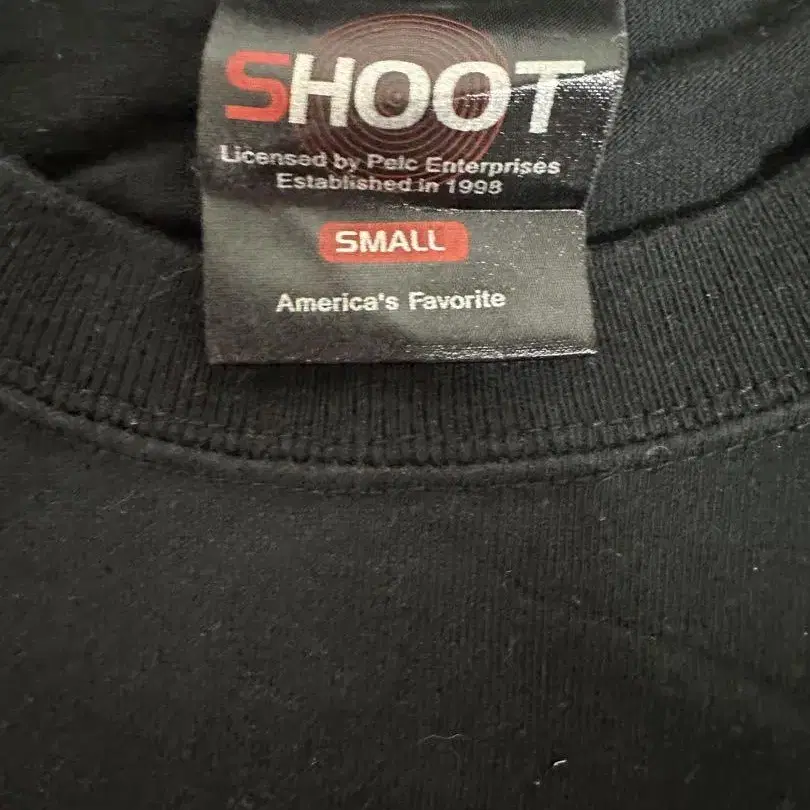 SHOOT
Licensed by Pelc Enterprises
Established in 1998
SMALL
America's Favorite